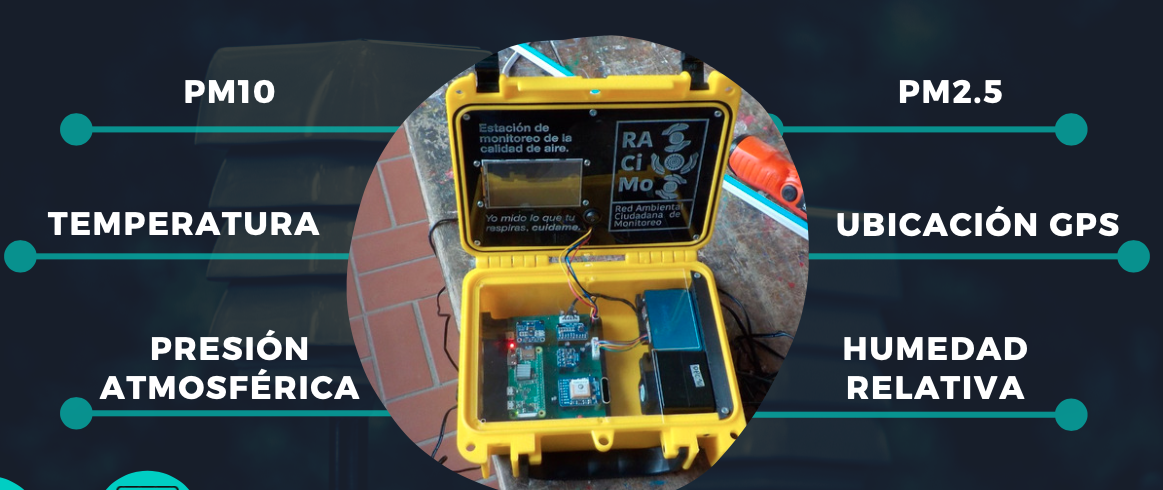 PM10
PM2.5
TEMPERATURA
UBICACIÓN GPS
PRESIÓN
ATMOSFÉRICA
HUMEDAD
RELATIVA
Estación de
monitoreo de la
calidad de aire.
Yo mido lo que tu
respiras, cuidame.
RA
Ci
Mo
Red Ambiental
Ciudadana de
Monitoreo